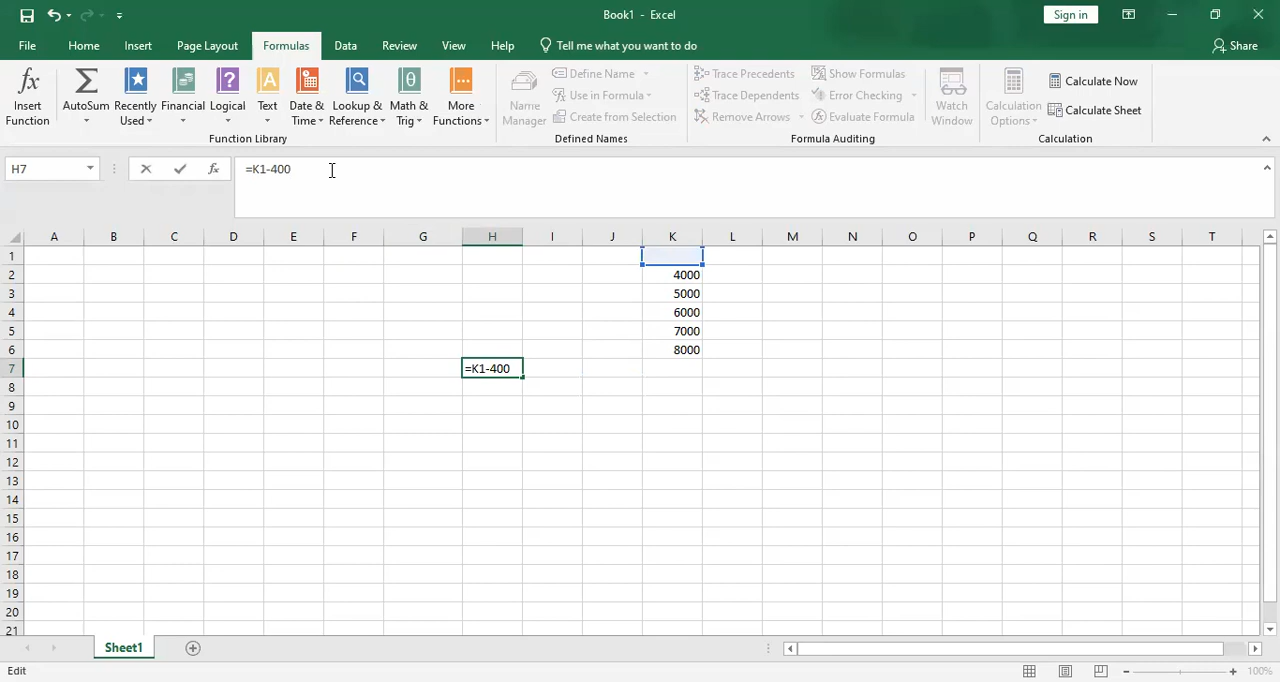 Book1 - Excel
Sign in
File Home Insert Page Layout Formulas Data Review View Help Tell me what you want to do Share
Insert Function
AutoSum
Recently Used
Financial
Logical
Text
Date & Time
Lookup & Reference
Math & Trig
More Functions
Function Library
Name Manager
Define Name
Use in Formula
Create from Selection
Defined Names
Trace Precedents
Trace Dependents
Remove Arrows
Show Formulas
Error Checking
Evaluate Formula
Formula Auditing
Watch Window
Calculation Options
Calculate Now
Calculate Sheet
Calculation
H7 fx =K1-400
A B C D E F G H I J K L M N O P Q R S T
1
2 4000
3 5000
4 6000
5 7000
6 8000
7 =K1-400
8
9
10
11
12
13
14
15
16
17
18
19
20
21
Sheet1
Edit 100%